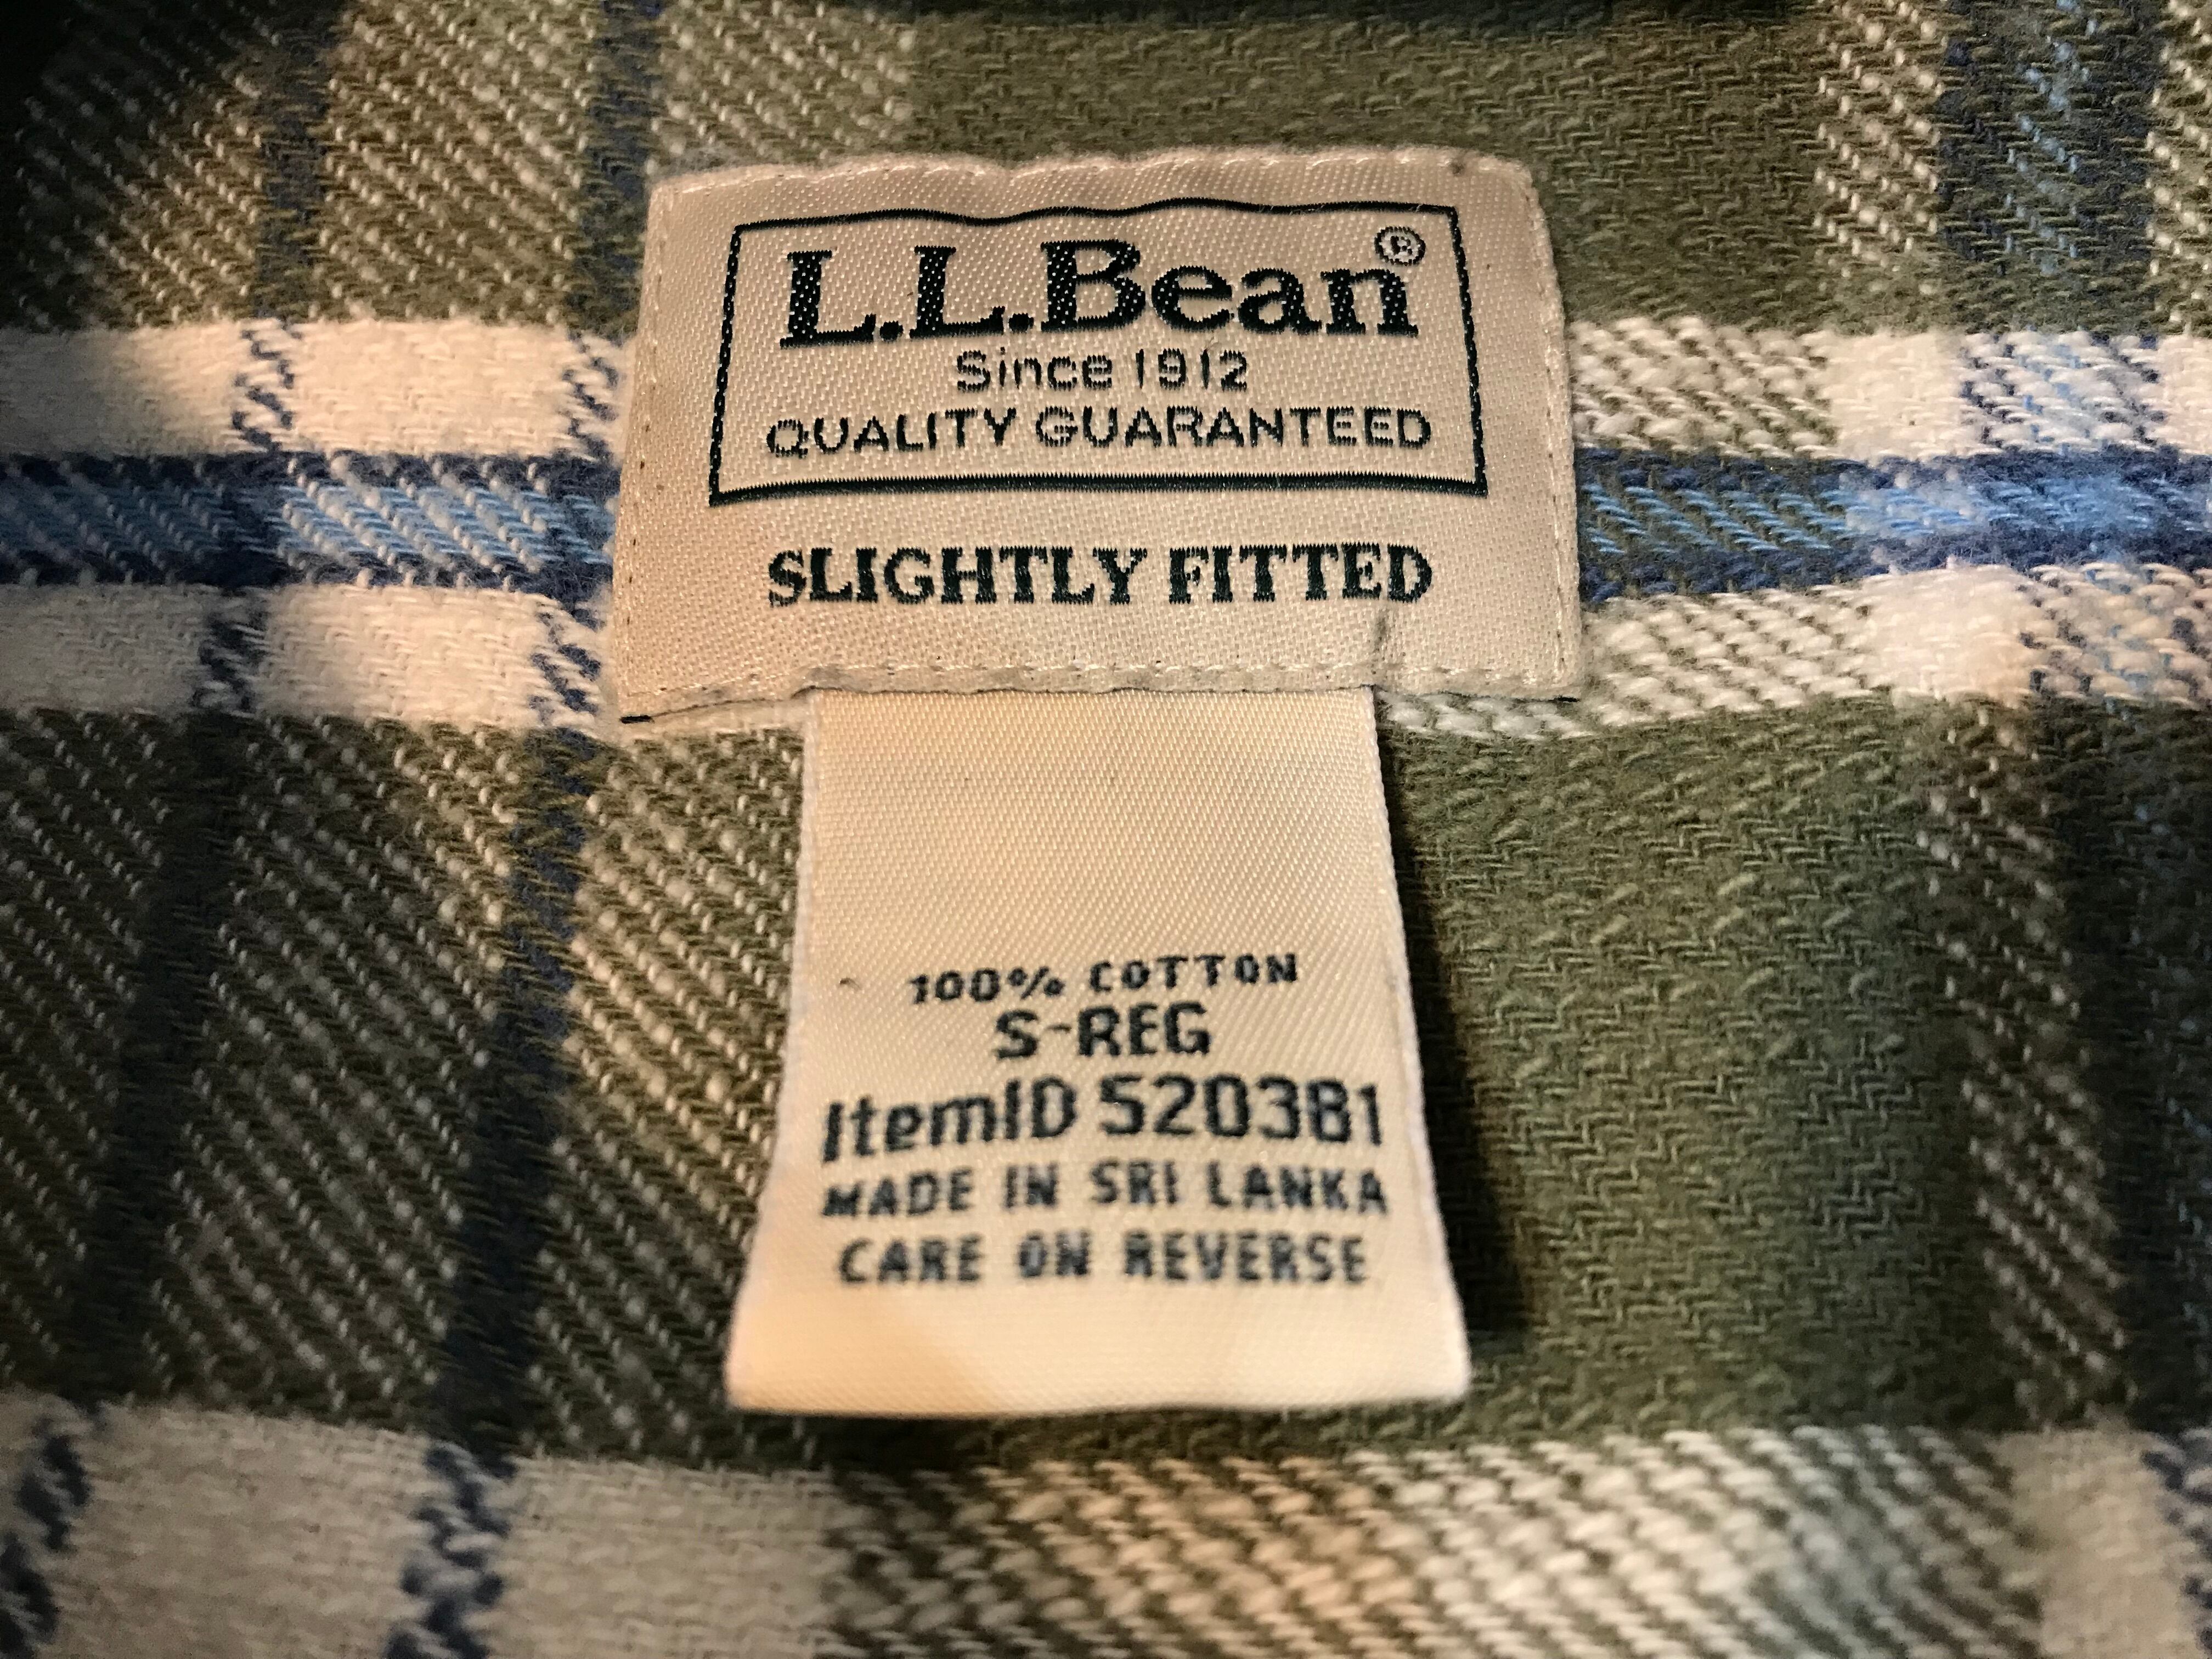 L.L.Bean®
Since 1912
QUALITY GUARANTEED
SLIGHTLY FITTED
100% COTTON
S-REG
ItemID 520381
MADE IN SRI LANKA
CARE ON REVERSE